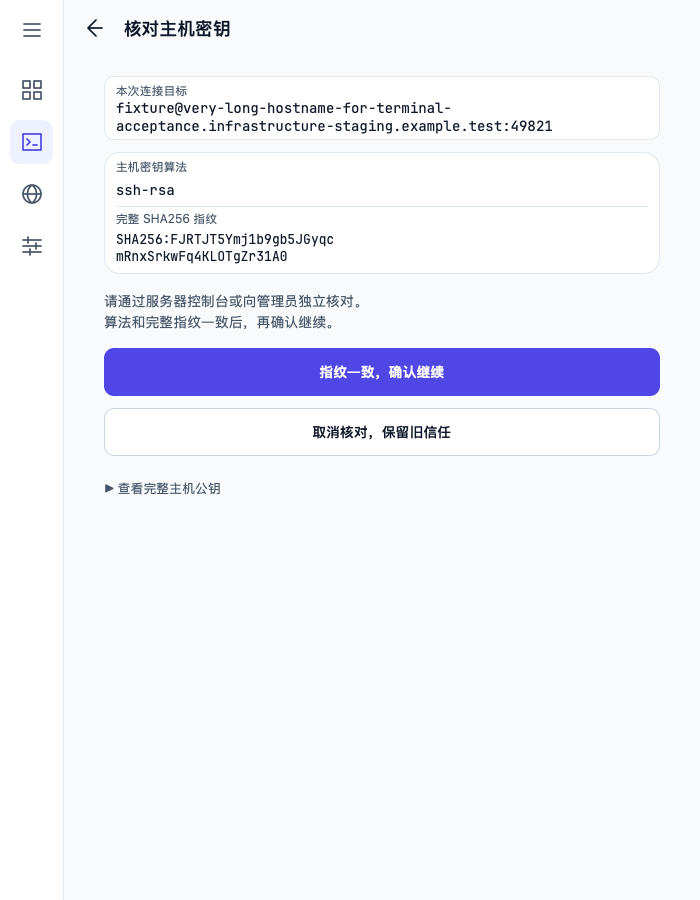 核对主机密钥
本次连接目标
fixture@very-long-hostname-for-terminal-
acceptance.infrastructure-staging.example.test:49821
主机密钥算法
ssh-rsa
完整 SHA256 指纹
SHA256:FJRTJT5Ymj1b9gb5JGyqc
mRnxSrkwFq4KLOTgZr31A0
请通过服务器控制台或向管理员独立核对。
算法和完整指纹一致后，再确认继续。
指纹一致，确认继续
取消核对，保留旧信任
▶ 查看完整主机公钥